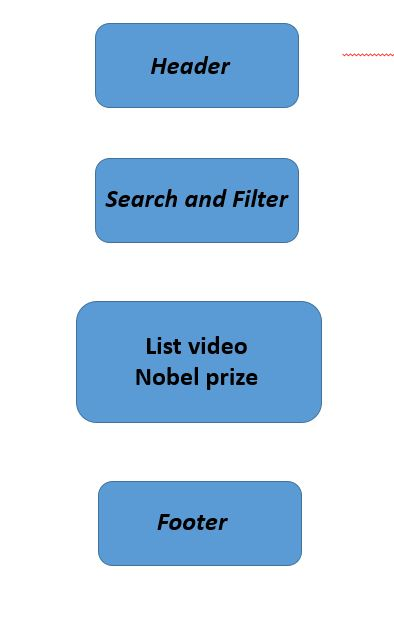 Header
Search and Filter
List video
Nobel prize
Footer